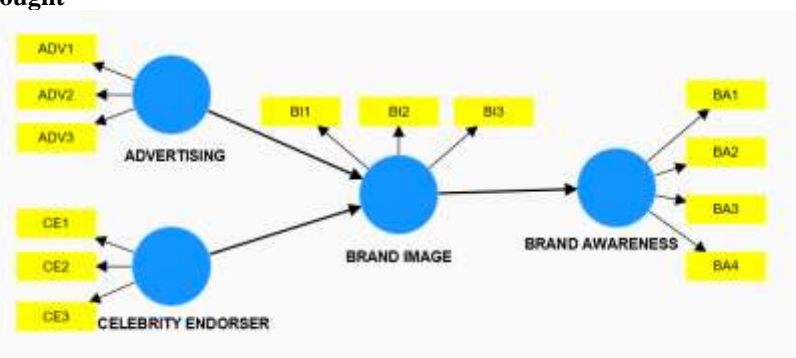 ought
ADV1
ADV2
ADV3
ADVERTISING
BI1
BI2
BI3
BRAND IMAGE
BA1
BA2
BA3
BA4
BRAND AWARENESS
CE1
CE2
CE3
CELEBRITY ENDORSER